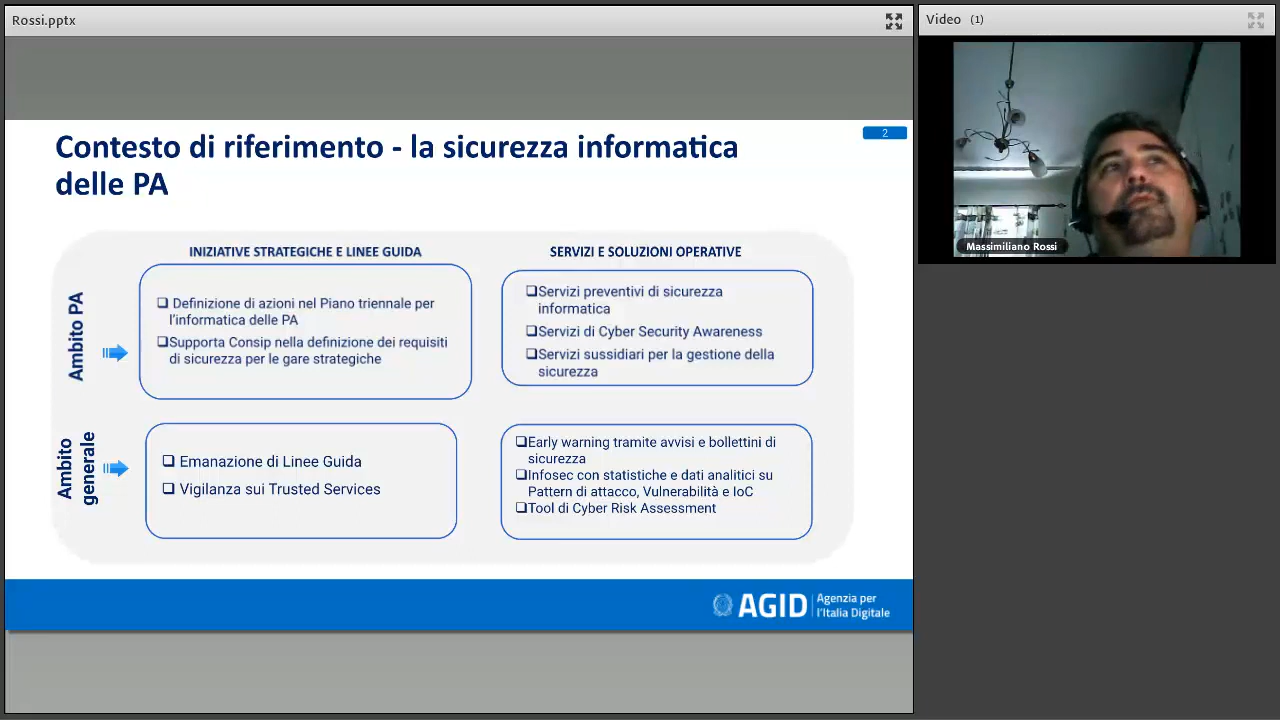 Rossi.pptx
Video (1)
Contesto di riferimento - la sicurezza informatica
delle PA
2
INIZIATIVE STRATEGICHE E LINEE GUIDA
SERVIZI E SOLUZIONI OPERATIVE
Ambito PA
❑ Definizione di azioni nel Piano triennale per
l'informatica delle PA
❑Supporta Consip nella definizione dei requisiti
di sicurezza per le gare strategiche
❑Servizi preventivi di sicurezza
informatica
❑Servizi di Cyber Security Awareness
❑Servizi sussidiari per la gestione della
sicurezza
Ambito
generale
❑ Emanazione di Linee Guida
❑ Vigilanza sui Trusted Services
❑Early warning tramite avvisi e bollettini di
sicurezza
❑Infosec con statistiche e dati analitici su
Pattern di attacco, Vulnerabilità e IoC
❑Tool di Cyber Risk Assessment
AGID
Agenzia per
l'Italia Digitale
Massimiliano Rossi